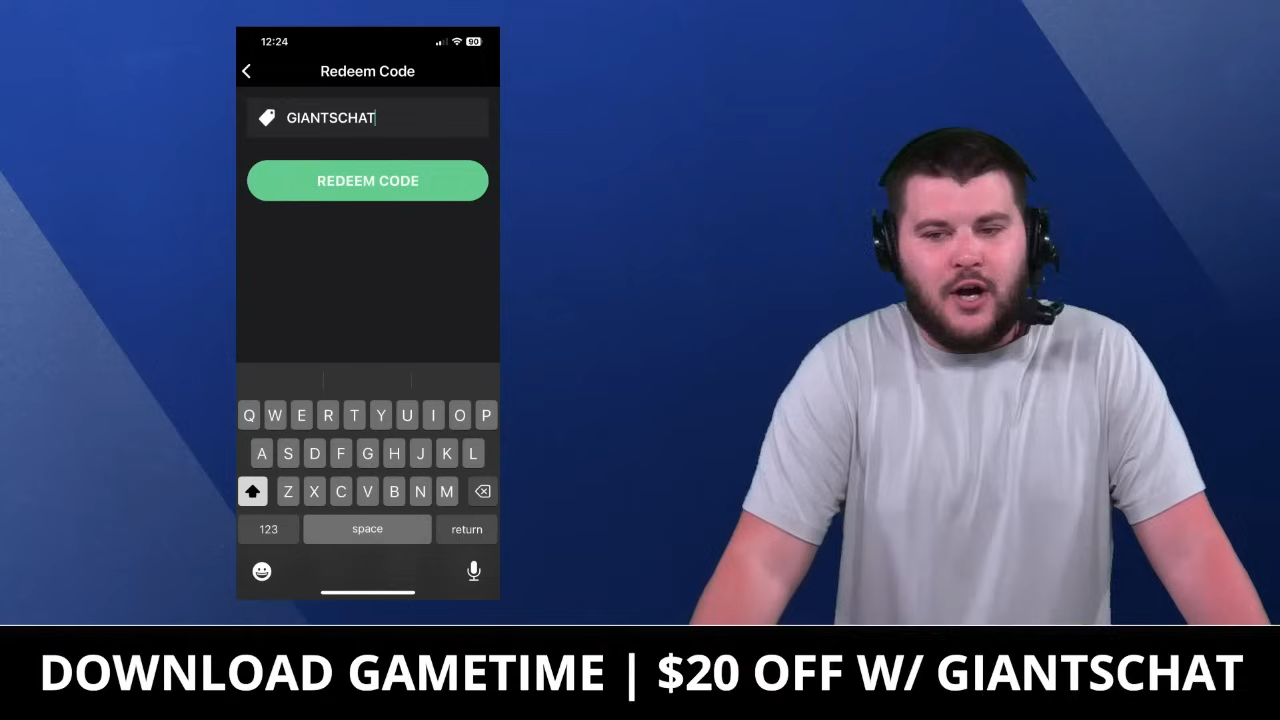 12:24
90
Redeem Code
GIANTSCHAT
REDEEM CODE
Q W E R T Y U I O P
A S D F G H J K L
Z X C V B N M
123 space return
DOWNLOAD GAMETIME | $20 OFF W/ GIANTSCHAT